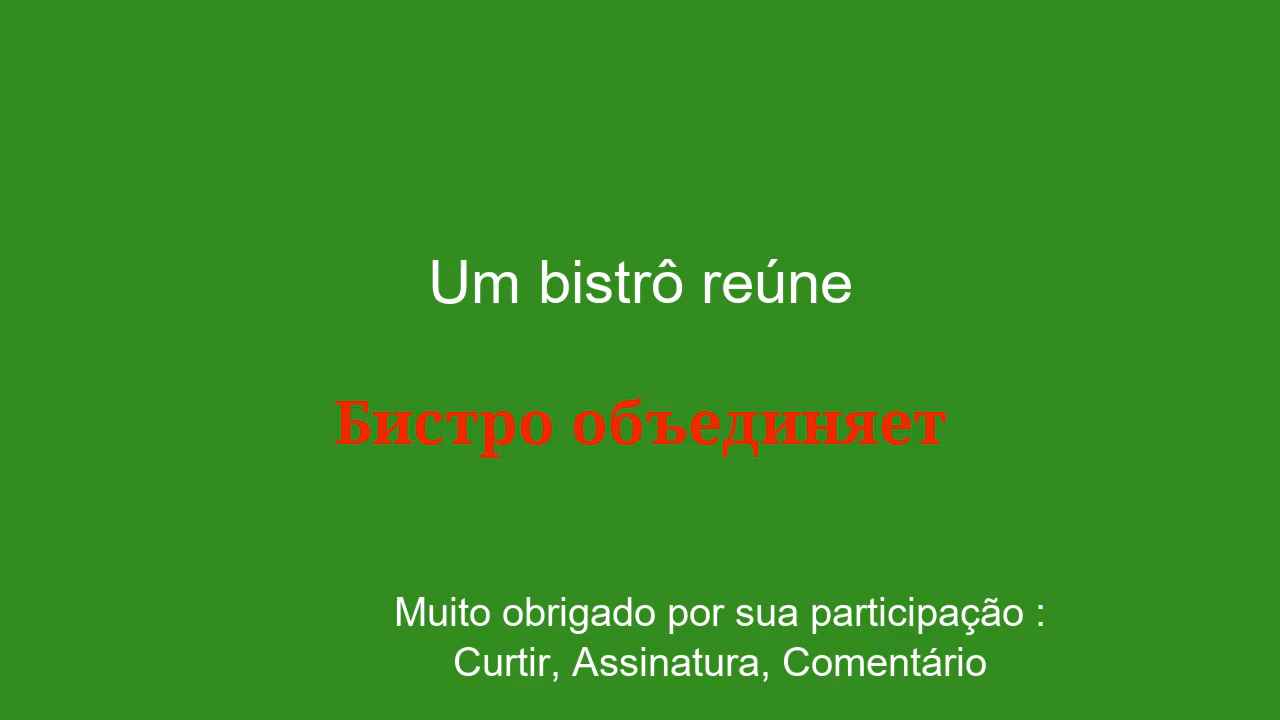 Um bistrô reúne
Бистро объединяет
Muito obrigado por sua participação :
Curtir, Assinatura, Comentário